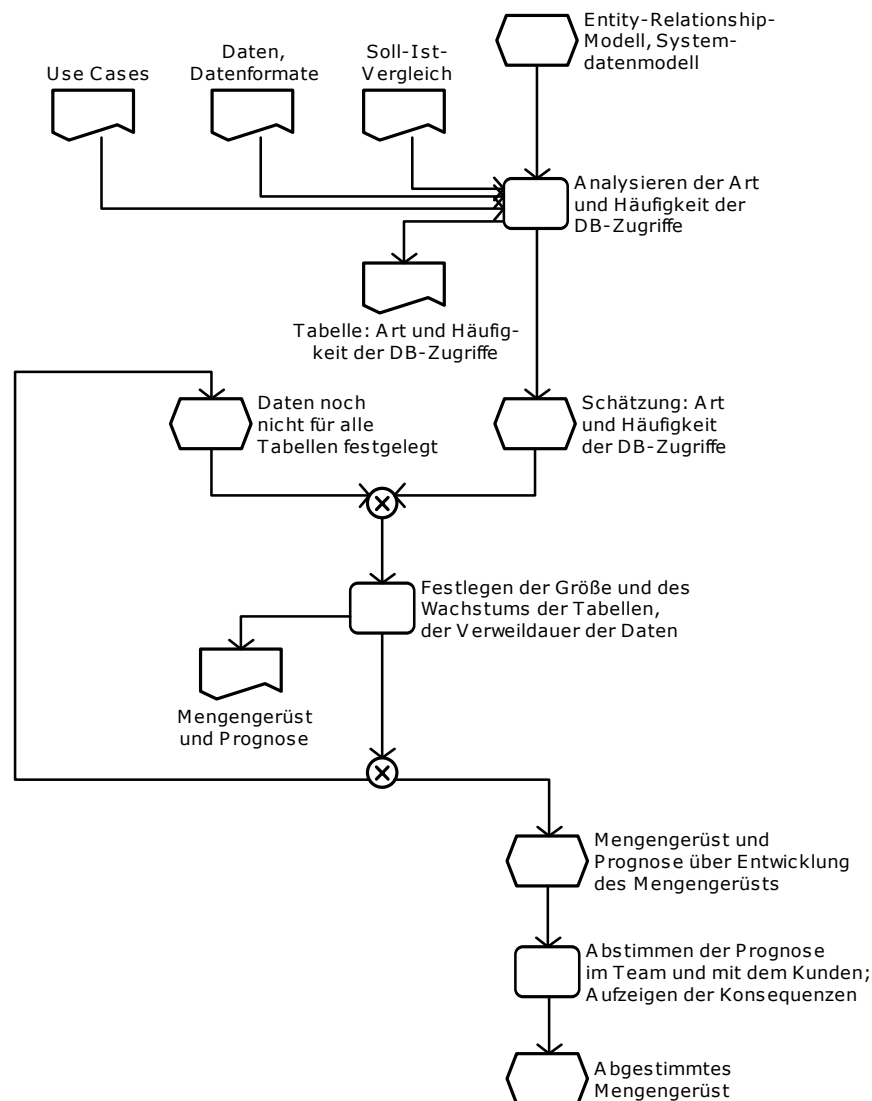 Entity-Relationship-
Modell, System-
datenmodell
Use Cases
Daten,
Datenformate
Soll-Ist-
Vergleich
Analysieren der Art
und Häufigkeit der
DB-Zugriffe
Tabelle: Art und Häufig-
keit der DB-Zugriffe
Daten noch
nicht für alle
Tabellen festgelegt
Schätzung: Art
und Häufigkeit
der DB-Zugriffe
Festlegen der Größe und des
Wachstums der Tabellen,
der Verweildauer der Daten
Mengengerüst
und Prognose
Mengengerüst und
Prognose über Entwicklung
des Mengengerüsts
Abstimmen der Prognose
im Team und mit dem Kunden;
Aufzeigen der Konsequenzen
Abgestimmtes
Mengengerüst